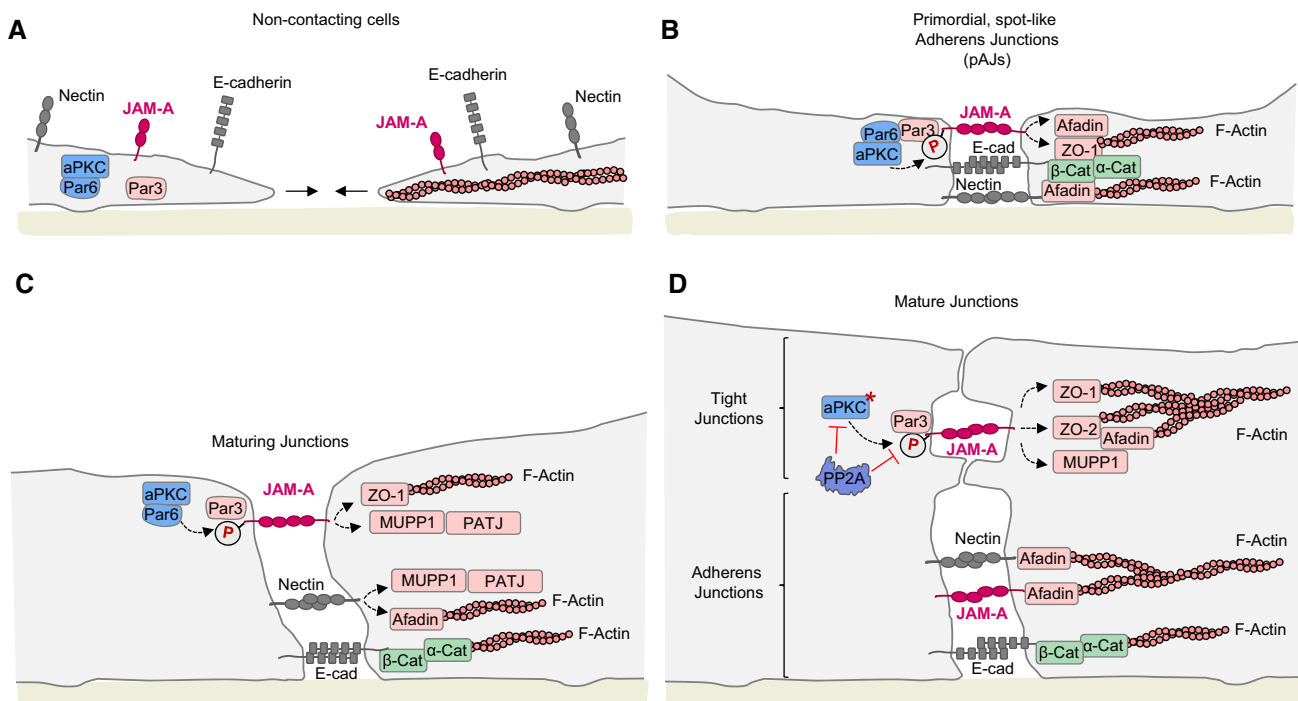 A
Non-contacting cells
Nectin
JAM-A
E-cadherin
aPKC
Par6
Par3
JAM-A
E-cadherin
Nectin
B
Primordial, spot-like
Adherens Junctions
(pAJs)
Par6
Par3
aPKC
P
JAM-A
E-cad
Nectin
Afadin
ZO-1
β-Cat
α-Cat
Afadin
F-Actin
F-Actin
C
Maturing Junctions
aPKC
Par6
Par3
P
JAM-A
ZO-1
F-Actin
MUPP1
PATJ
Nectin
MUPP1
PATJ
Afadin
F-Actin
E-cad
β-Cat
α-Cat
F-Actin
D
Mature Junctions
Tight
Junctions
aPKC*
Par3
P
PP2A
JAM-A
ZO-1
ZO-2
Afadin
MUPP1
F-Actin
Adherens
Junctions
Nectin
Afadin
F-Actin
JAM-A
Afadin
E-cad
β-Cat
α-Cat
F-Actin